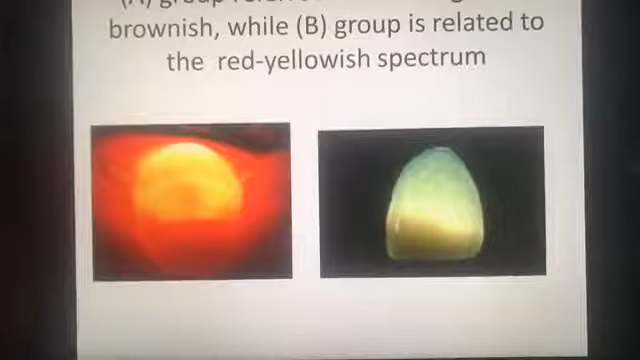 brownish, while (B) group is related to
the red-yellowish spectrum